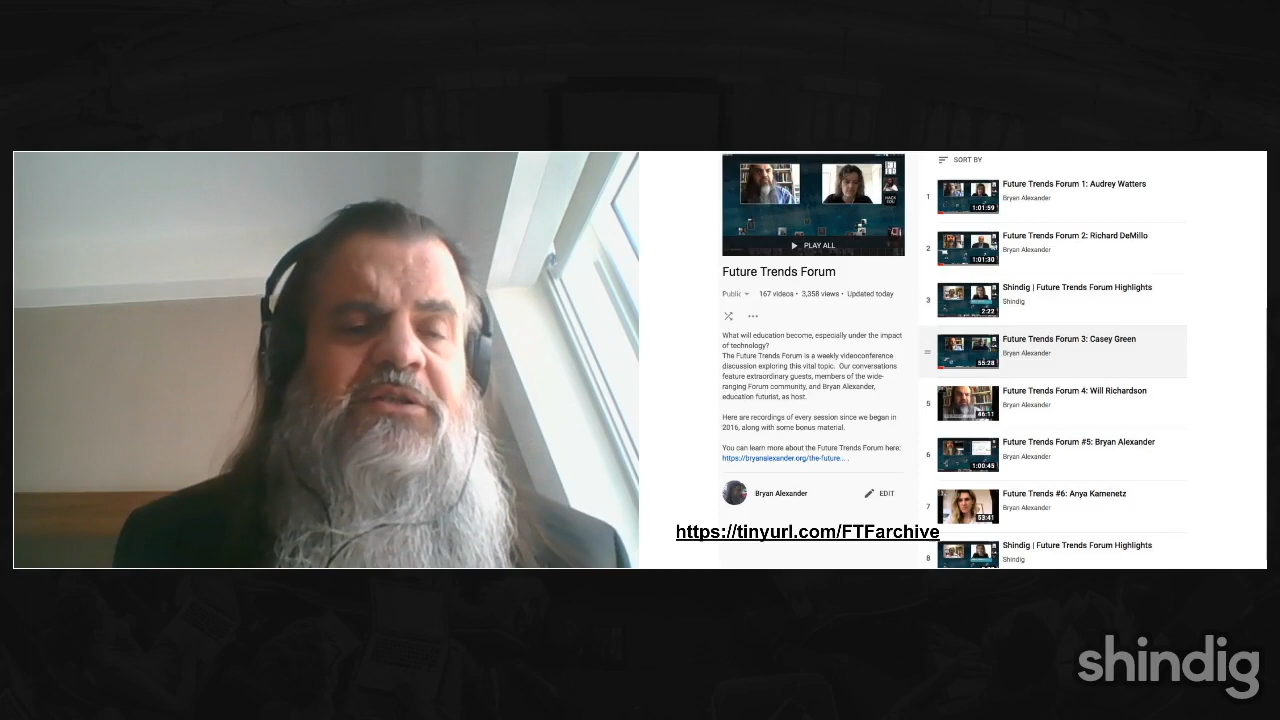 PLAY ALL
Future Trends Forum
Public 167 videos • 3,358 views • Updated today
What will education become, especially under the impact
of technology?
The Future Trends Forum is a weekly videoconference
discussion exploring this vital topic. Our conversations
feature extraordinary guests, members of the wide-
ranging Forum community, and Bryan Alexander,
education futurist, as host.
Here are recordings of every session since we began in
2016, along with some bonus material.
You can learn more about the Future Trends Forum here:
https://bryanalexander.org/the-future... .
Bryan Alexander EDIT
https://tinyurl.com/FTFarchive
SORT BY
1 Future Trends Forum 1: Audrey Watters
Bryan Alexander
1:01:59
2 Future Trends Forum 2: Richard DeMillo
Bryan Alexander
1:01:30
3 Shindig | Future Trends Forum Highlights
Shindig
2:22
Future Trends Forum 3: Casey Green
Bryan Alexander
55:28
5 Future Trends Forum 4: Will Richardson
Bryan Alexander
46:11
6 Future Trends Forum #5: Bryan Alexander
Bryan Alexander
1:00:45
7 Future Trends #6: Anya Kamenetz
Bryan Alexander
53:41
8 Shindig | Future Trends Forum Highlights
Shindig
shindig